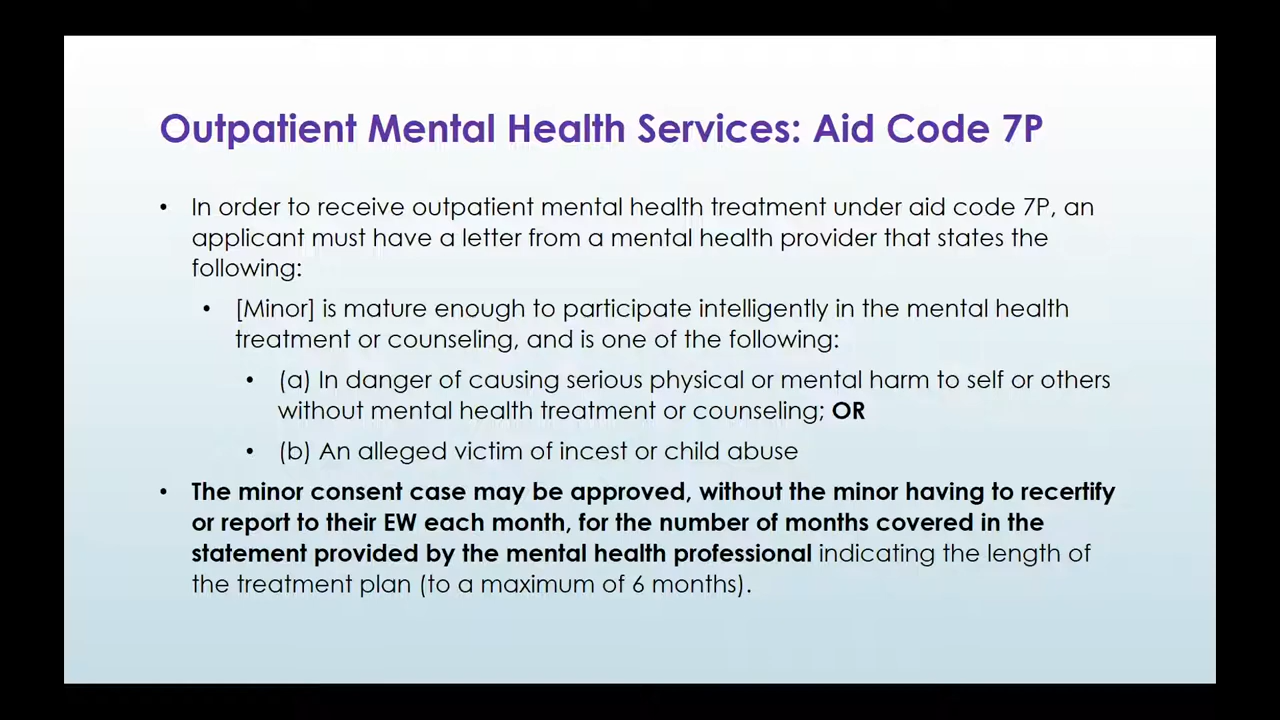 Outpatient Mental Health Services: Aid Code 7P
• In order to receive outpatient mental health treatment under aid code 7P, an
applicant must have a letter from a mental health provider that states the
following:
• [Minor] is mature enough to participate intelligently in the mental health
treatment or counseling, and is one of the following:
• (a) In danger of causing serious physical or mental harm to self or others
without mental health treatment or counseling; OR
• (b) An alleged victim of incest or child abuse
• The minor consent case may be approved, without the minor having to recertify
or report to their EW each month, for the number of months covered in the
statement provided by the mental health professional indicating the length of
the treatment plan (to a maximum of 6 months).